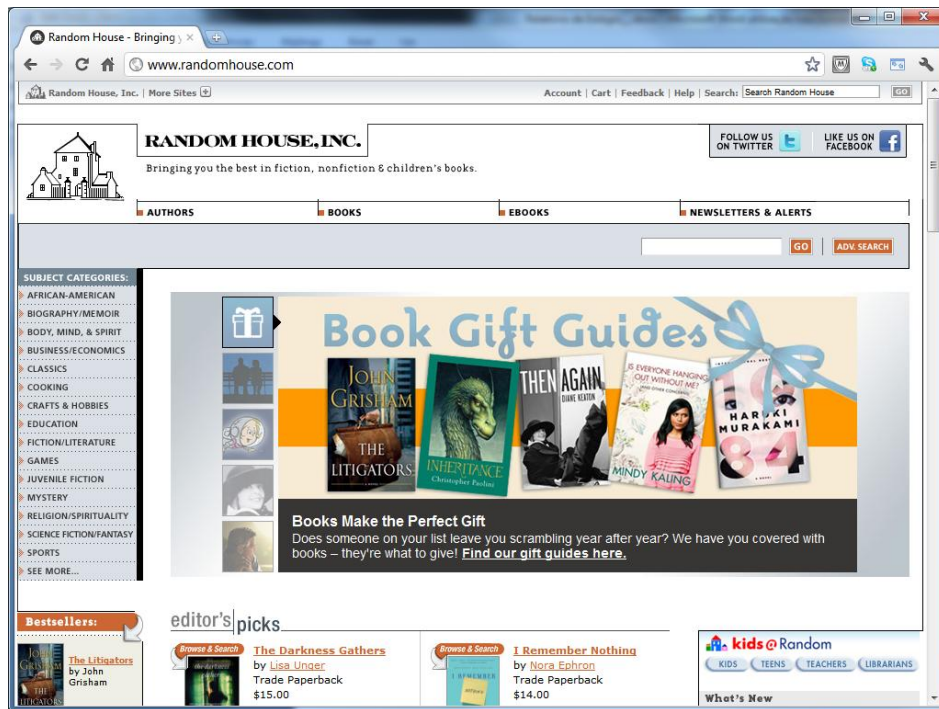 Random House - Bringing y
www.randomhouse.com
Random House, Inc. | More Sites
Account | Cart | Feedback | Help | Search: Search Random House GO
RANDOM HOUSE, INC.
Bringing you the best in fiction, nonfiction & children's books.
FOLLOW US
ON TWITTER
LIKE US ON
FACEBOOK
AUTHORS
BOOKS
EBOOKS
NEWSLETTERS & ALERTS
GO
ADV. SEARCH
SUBJECT CATEGORIES:
AFRICAN-AMERICAN
BIOGRAPHY/MEMOIR
BODY, MIND, & SPIRIT
BUSINESS/ECONOMICS
CLASSICS
COOKING
CRAFTS & HOBBIES
EDUCATION
FICTION/LITERATURE
GAMES
JUVENILE FICTION
MYSTERY
RELIGION/SPIRITUALITY
SCIENCE FICTION/FANTASY
SPORTS
SEE MORE...
Book Gift Guides
JOHN
GRISHAM
THE
LITIGATORS
INHERITANCE
Christopher Paolini
THEN AGAIN
DIANE KEATON
IS EVERYONE HANGING
OUT WITHOUT ME?
MINDY KALING
1Q
HARUKI
MURAKAMI
84
Books Make the Perfect Gift
Does someone on your list leave you scrambling year after year? We have you covered with
books – they're what to give! Find our gift guides here.
Bestsellers:
JOHN
GRISHAM
THE
LITIGATORS
The Litigators
by John
Grisham
editor's picks
Browse & Search
The Darkness Gathers
by Lisa Unger
Trade Paperback
$15.00
Browse & Search
I REMEMBER
NOTHING
I Remember Nothing
by Nora Ephron
Trade Paperback
$14.00
kids@Random
KIDS
TEENS
TEACHERS
LIBRARIANS
What's New